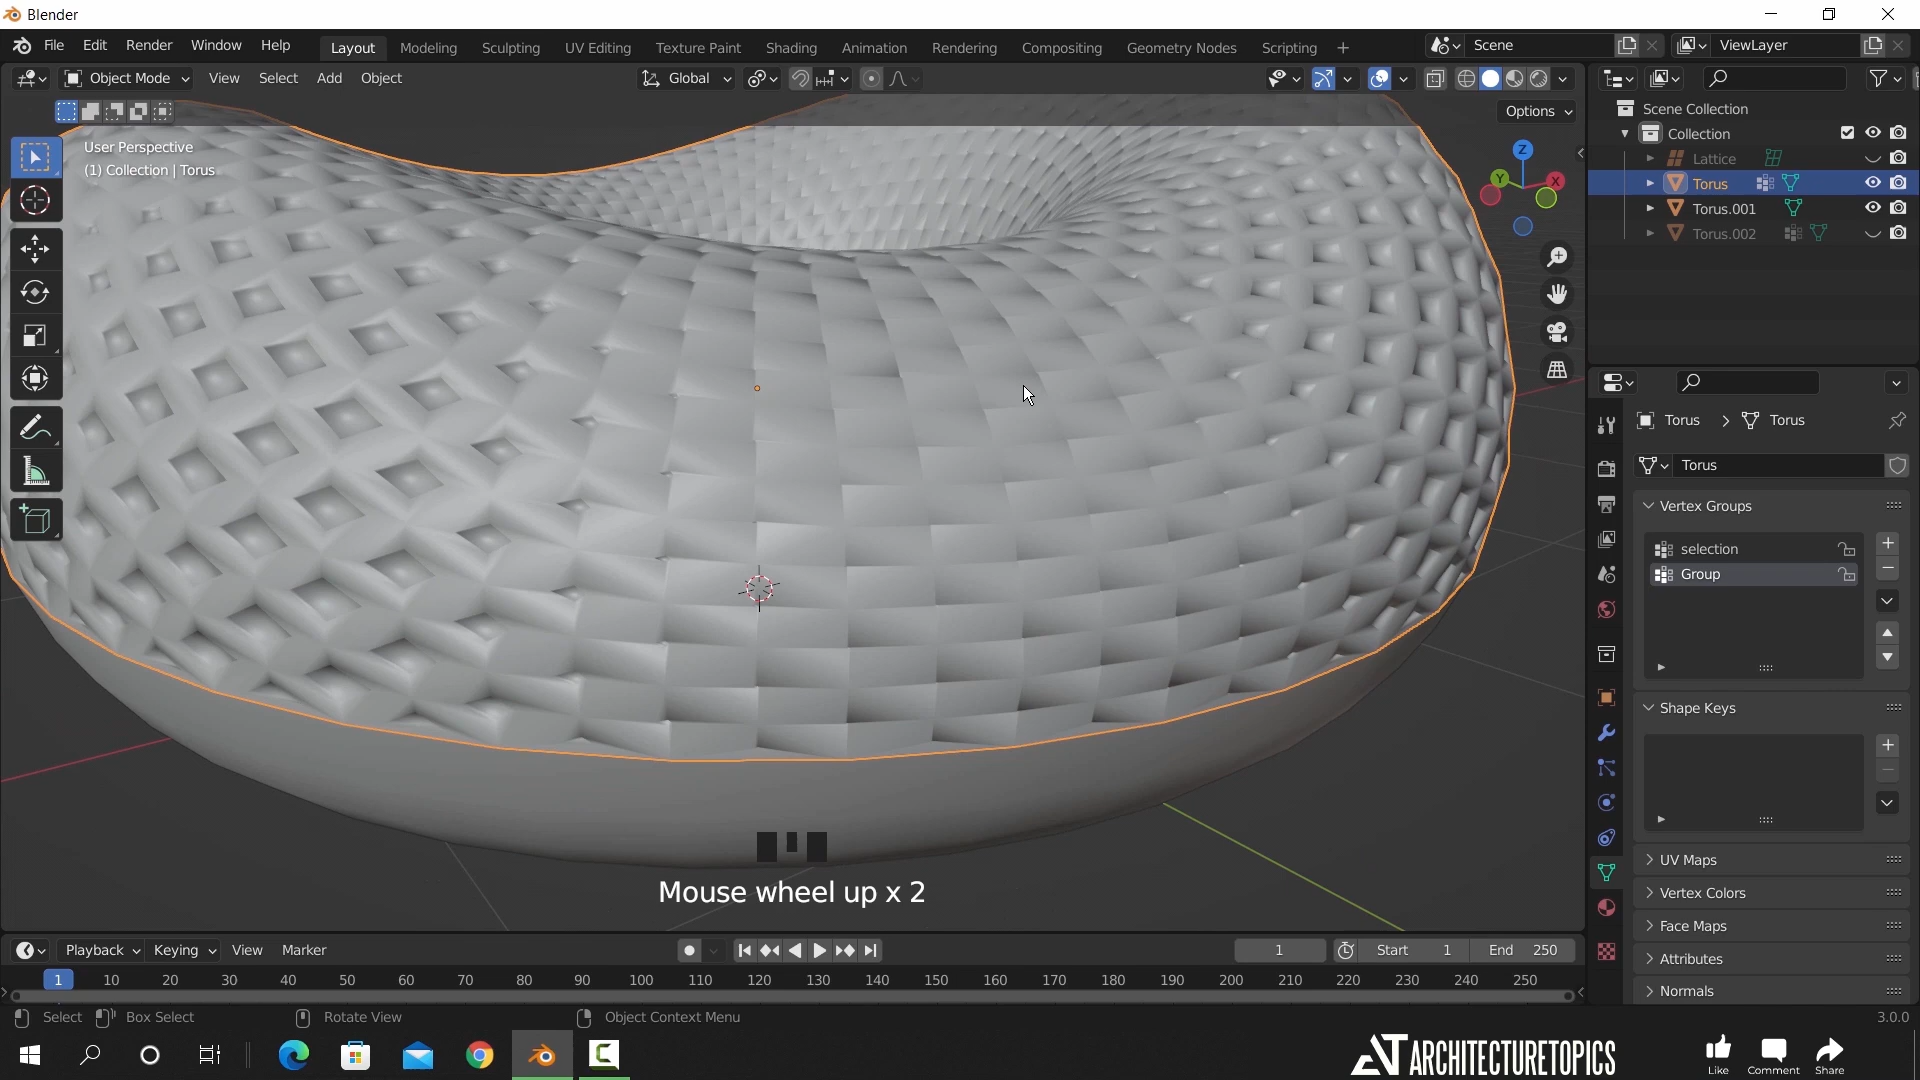 Blender
File Edit Render Window Help
Layout Modeling Sculpting UV Editing Texture Paint Shading Animation Rendering Compositing Geometry Nodes Scripting +
Scene
ViewLayer
Object Mode View Select Add Object
Global
Options
User Perspective
(1) Collection | Torus
Z
Y
X
Scene Collection
Collection
Lattice
Torus
Torus.001
Torus.002
Torus > Torus
Torus
Vertex Groups
selection
Group
Shape Keys
UV Maps
Vertex Colors
Face Maps
Attributes
Normals
Mouse wheel up x 2
Playback Keying View Marker
1 Start 1 End 250
1 10 20 30 40 50 60 70 80 90 100 110 120 130 140 150 160 170 180 190 200 210 220 230 240 250
Select Box Select Rotate View Object Context Menu 3.0.0
ARCHITECTURETOPICS
Like Comment Share